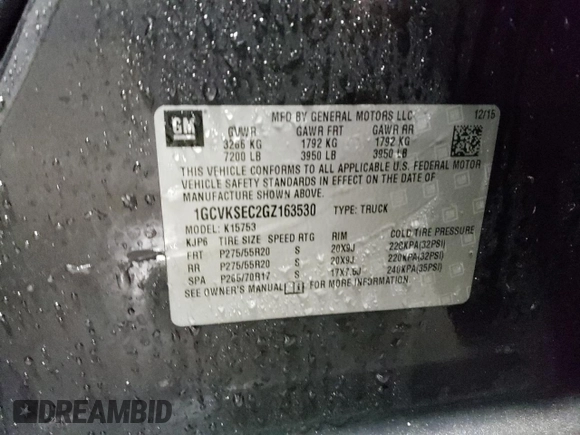 GM
MFD BY GENERAL MOTORS LLC 12/15
GVWR GAWR FRT GAWR RR
3266 KG 1792 KG 1792 KG
7200 LB 3950 LB 3950 LB
THIS VEHICLE CONFORMS TO ALL APPLICABLE U.S. FEDERAL MOTOR
VEHICLE SAFETY STANDARDS IN EFFECT ON THE DATE OF
MANUFACTURE SHOWN ABOVE.
1GCVKSEC2GZ163530 TYPE: TRUCK
MODEL: K15753
KJP6 TIRE SIZE SPEED RTG RIM COLD TIRE PRESSURE
FRT P275/55R20 S 20X9J 220KPA(32PSI)
RR P275/55R20 S 20X9J 220KPA(32PSI)
SPA P265/70R17 S 17X7.5J 240KPA(35PSI)
SEE OWNER'S MANUAL FOR MORE INFORMATION.
DREAMBID